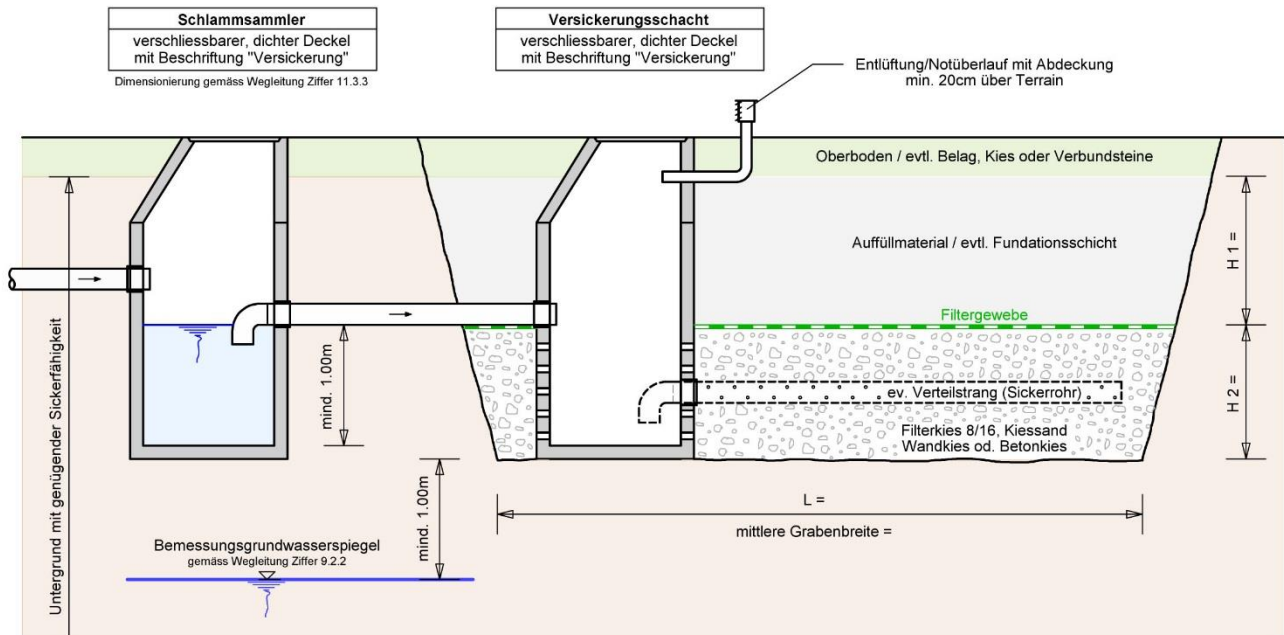 Schlammsammler
verschliessbarer, dichter Deckel
mit Beschriftung "Versickerung"
Dimensionierung gemäss Wegleitung Ziffer 11.3.3
Versickerungsschacht
verschliessbarer, dichter Deckel
mit Beschriftung "Versickerung"
Entlüftung/Notüberlauf mit Abdeckung
min. 20cm über Terrain
Oberboden / evtl. Belag, Kies oder Verbundsteine
Auffüllmaterial / evtl. Fundationsschicht
H 1 =
Filtergewebe
Untergrund mit genügender Sickerfähigkeit
mind. 1.00m
ev. Verteilstrang (Sickerrohr)
H 2 =
Filterkies 8/16, Kiessand
Wandkies od. Betonkies
mind. 1.00m
L =
mittlere Grabenbreite =
Bemessungsgrundwasserspiegel
gemäss Wegleitung Ziffer 9.2.2